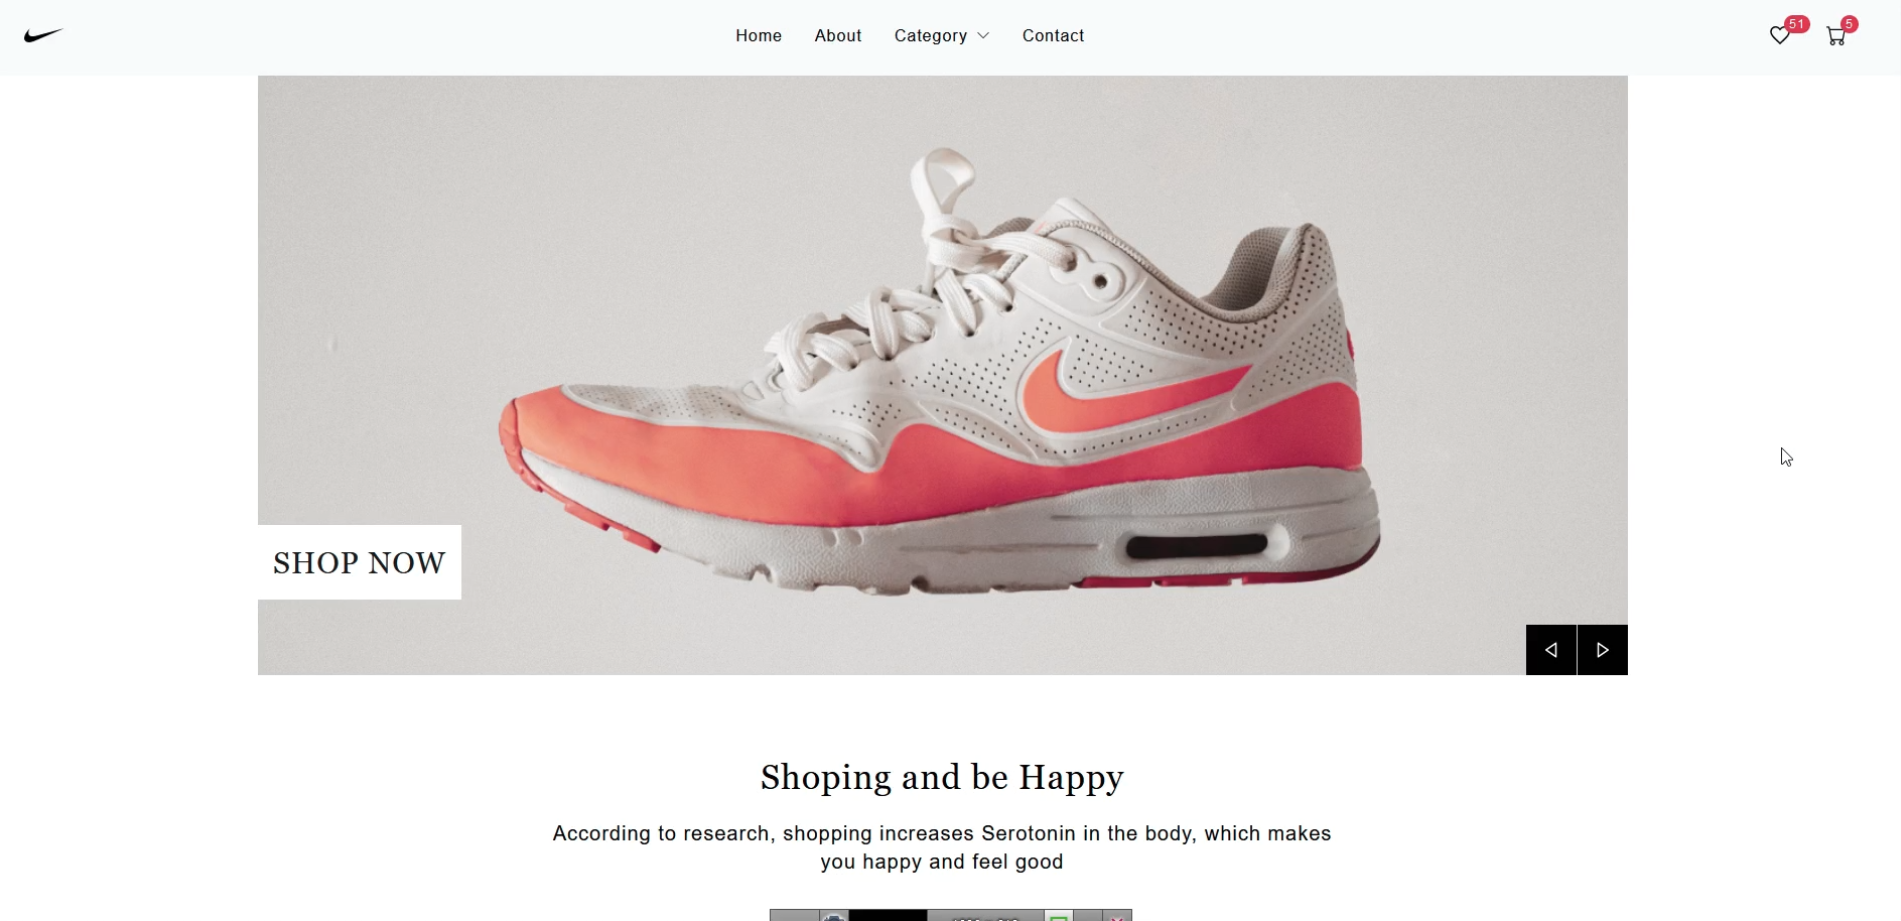 Home About Category Contact 51 5
SHOP NOW
Shoping and be Happy
According to research, shopping increases Serotonin in the body, which makes
you happy and feel good